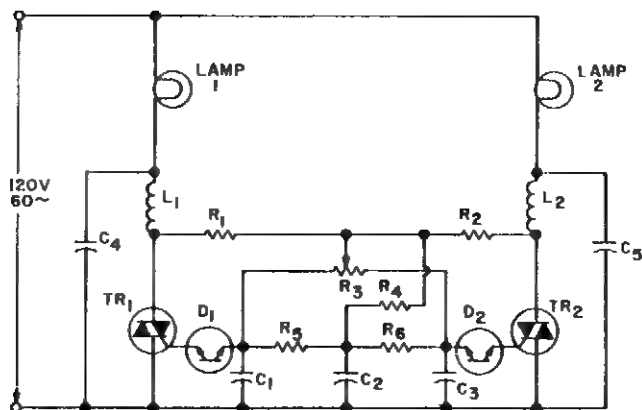 LAMP
1
LAMP
2
120V
60~
L₁
L₂
R₁
R₂
C₄
C₅
R₃
R₄
TR₁
D₁
D₂
TR₂
R₅
R₆
C₁
C₂
C₃